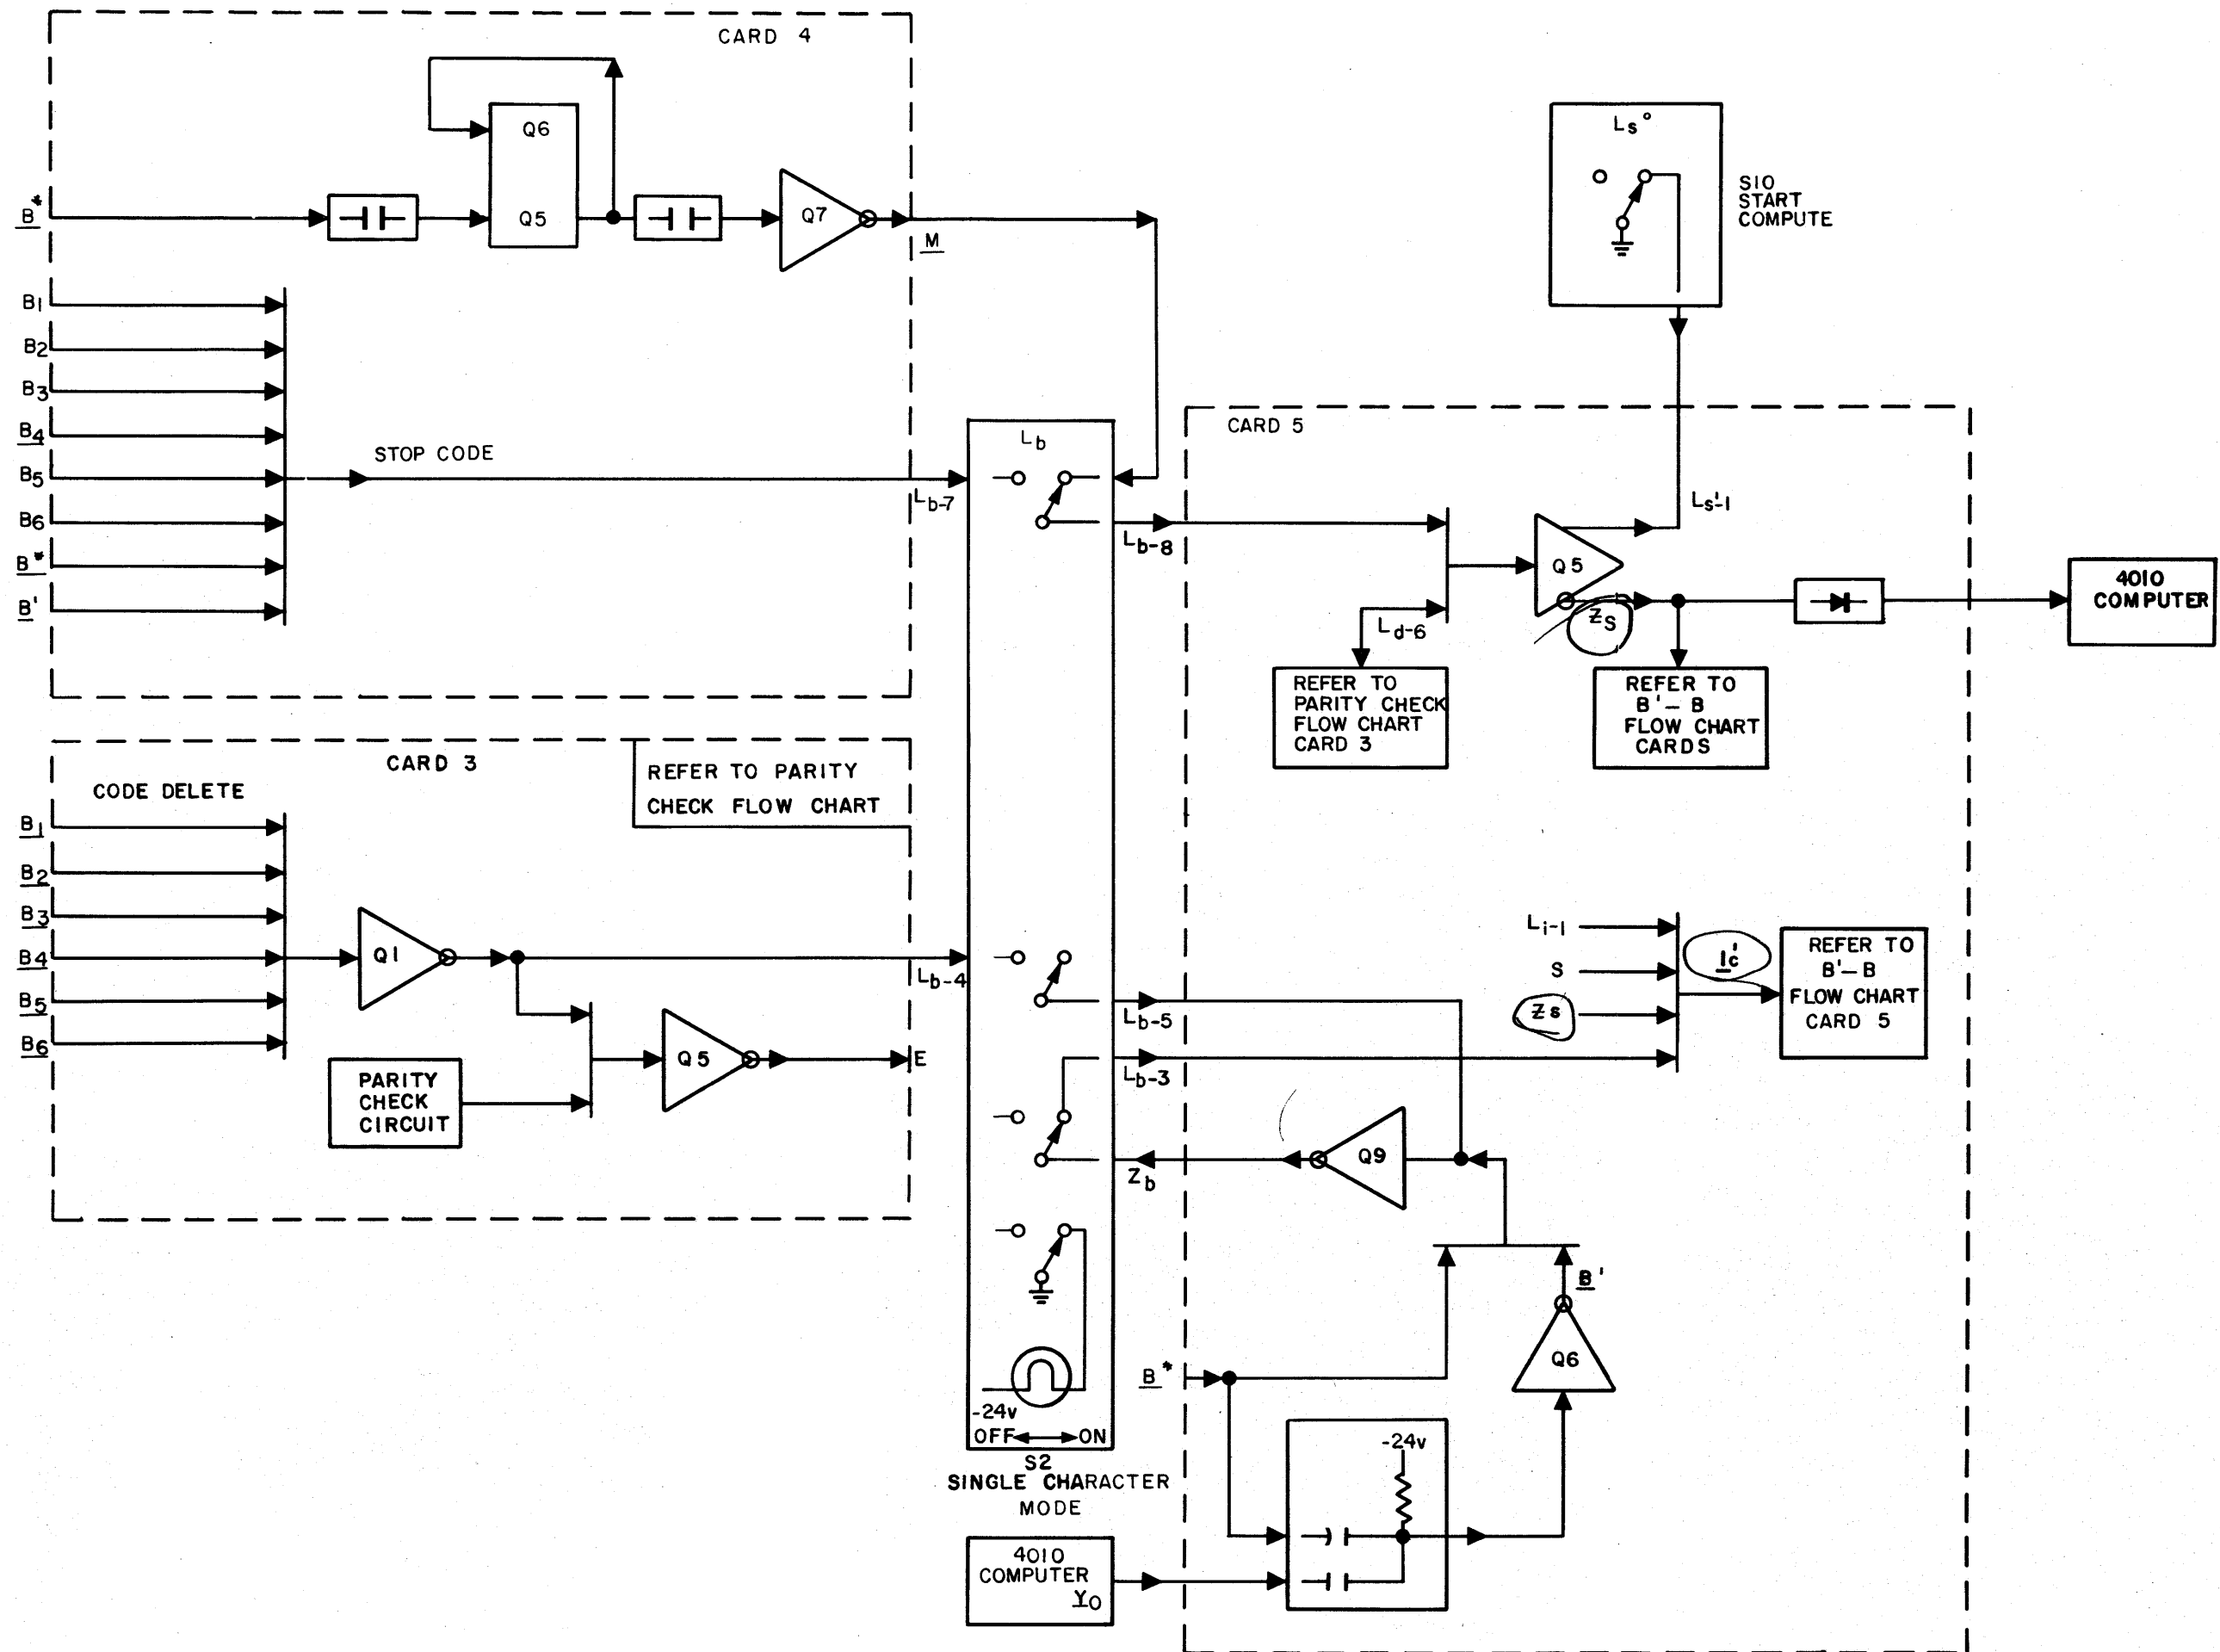 CARD 4
Q6
Q5
Q7
B*
M
B1
B2
B3
B4
B5
B6
B*
B'
STOP CODE
Lb-7
CARD 3
CODE DELETE
REFER TO PARITY
CHECK FLOW CHART
B1
B2
B3
B4
B5
B6
Q1
Lb-4
Q5
E
PARITY
CHECK
CIRCUIT
Lb
-24v
OFF ON
S2
SINGLE CHARACTER
MODE
4010
COMPUTER
Y0
Ls°
S10
START
COMPUTE
CARD 5
Ls'-1
Lb-8
Q5
Ld-6
Zs
4010
COMPUTER
REFER TO
PARITY CHECK
FLOW CHART
CARD 3
REFER TO
B'– B
FLOW CHART
CARDS
Li-1
S
Zs
Ic'
REFER TO
B'– B
FLOW CHART
CARD 5
Lb-5
Lb-3
Zb
Q9
B'
Q6
B*
-24v